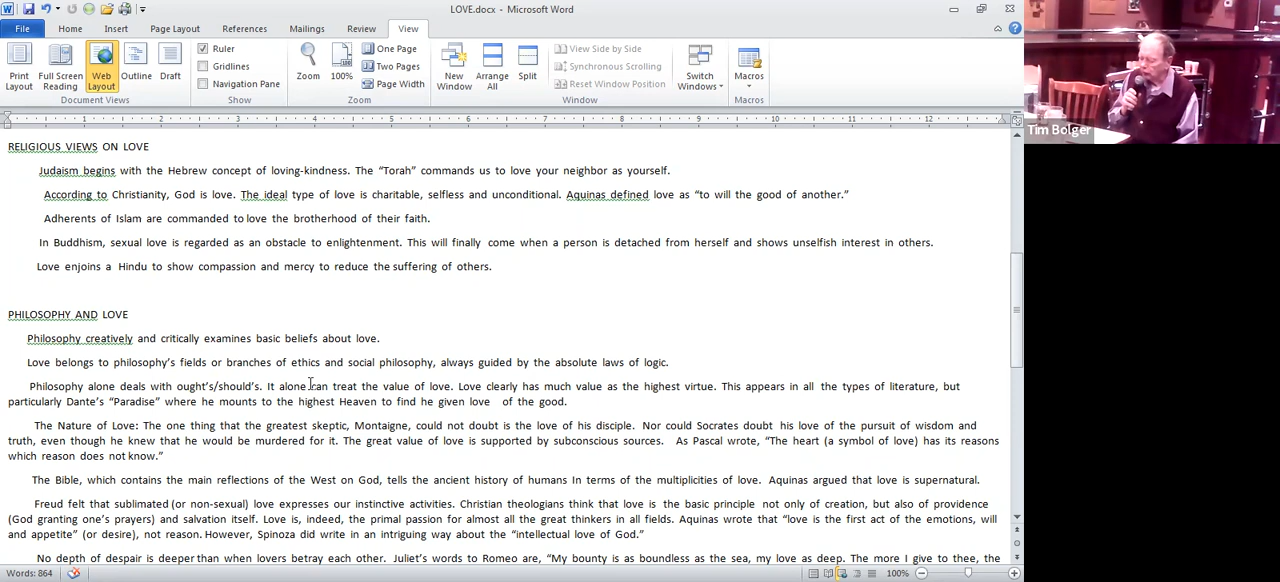 LOVE.docx - Microsoft Word
File Home Insert Page Layout References Mailings Review View
Print Layout Full Screen Reading Web Layout Outline Draft
Document Views
Ruler
Gridlines
Navigation Pane
Show
Zoom 100% One Page Two Pages Page Width
Zoom
New Window Arrange All Split
View Side by Side
Synchronous Scrolling
Reset Window Position
Window
Switch Windows
Macros
Macros
1 2 3 4 5 6 7 8 9 10 11 12
Tim Bolger
RELIGIOUS VIEWS ON LOVE
Judaism begins with the Hebrew concept of loving-kindness. The “Torah” commands us to love your neighbor as yourself.
According to Christianity, God is love. The ideal type of love is charitable, selfless and unconditional. Aquinas defined love as “to will the good of another.”
Adherents of Islam are commanded to love the brotherhood of their faith.
In Buddhism, sexual love is regarded as an obstacle to enlightenment. This will finally come when a person is detached from herself and shows unselfish interest in others.
Love enjoins a Hindu to show compassion and mercy to reduce the suffering of others.
PHILOSOPHY AND LOVE
Philosophy creatively and critically examines basic beliefs about love.
Love belongs to philosophy’s fields or branches of ethics and social philosophy, always guided by the absolute laws of logic.
Philosophy alone deals with ought’s/should’s. It alone can treat the value of love. Love clearly has much value as the highest virtue. This appears in all the types of literature, but
particularly Dante’s “Paradise” where he mounts to the highest Heaven to find he given love of the good.
The Nature of Love: The one thing that the greatest skeptic, Montaigne, could not doubt is the love of his disciple. Nor could Socrates doubt his love of the pursuit of wisdom and
truth, even though he knew that he would be murdered for it. The great value of love is supported by subconscious sources. As Pascal wrote, “The heart (a symbol of love) has its reasons
which reason does not know.”
The Bible, which contains the main reflections of the West on God, tells the ancient history of humans In terms of the multiplicities of love. Aquinas argued that love is supernatural.
Freud felt that sublimated (or non-sexual) love expresses our instinctive activities. Christian theologians think that love is the basic principle not only of creation, but also of providence
(God granting one’s prayers) and salvation itself. Love is, indeed, the primal passion for almost all the great thinkers in all fields. Aquinas wrote that “love is the first act of the emotions, will
and appetite” (or desire), not reason. However, Spinoza did write in an intriguing way about the “intellectual love of God.”
No depth of despair is deeper than when lovers betray each other. Juliet’s words to Romeo are, “My bounty is as boundless as the sea, my love as deep. The more I give to thee, the
Words: 864
100%